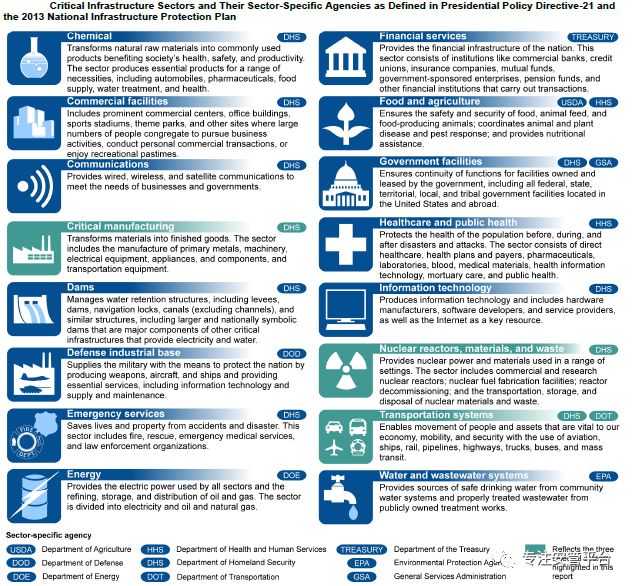 Critical Infrastructure Sectors and Their Sector-Specific Agencies as Defined in Presidential Policy Directive-21 and
the 2013 National Infrastructure Protection Plan
Chemical DHS
Transforms natural raw materials into commonly used
products benefiting society's health, safety, and productivity.
The sector produces essential products for a range of
necessities, including automobiles, pharmaceuticals, food
supply, water treatment, and health.
Commercial facilities DHS
Includes prominent commercial centers, office buildings,
sports stadiums, theme parks, and other sites where large
numbers of people congregate to pursue business
activities, conduct personal commercial transactions, or
enjoy recreational pastimes.
Communications DHS
Provides wired, wireless, and satellite communications to
meet the needs of businesses and governments.
Critical manufacturing DHS
Transforms materials into finished goods. The sector
includes the manufacture of primary metals, machinery,
electrical equipment, appliances, and components, and
transportation equipment.
Dams DHS
Manages water retention structures, including levees,
dams, navigation locks, canals (excluding channels), and
similar structures, including larger and nationally symbolic
dams that are major components of other critical
infrastructures that provide electricity and water.
Defense industrial base DOD
Supplies the military with the means to protect the nation by
producing weapons, aircraft, and ships and providing
essential services, including information technology and
supply and maintenance.
Emergency services DHS
FIRE
DEPT
Saves lives and property from accidents and disaster. This
sector includes fire, rescue, emergency medical services,
and law enforcement organizations.
Energy DOE
Provides the electric power used by all sectors and the
refining, storage, and distribution of oil and gas. The sector
is divided into electricity and oil and natural gas.
Financial services TREASURY
Provides the financial infrastructure of the nation. This
sector consists of institutions like commercial banks, credit
unions, insurance companies, mutual funds,
government-sponsored enterprises, pension funds, and
other financial institutions that carry out transactions.
Food and agriculture USDA HHS
Ensures the safety and security of food, animal feed, and
food-producing animals; coordinates animal and plant
disease and pest response; and provides nutritional
assistance.
Government facilities DHS GSA
Ensures continuity of functions for facilities owned and
leased by the government, including all federal, state,
territorial, local, and tribal government facilities located in
the United States and abroad.
Healthcare and public health HHS
Protects the health of the population before, during, and
after disasters and attacks. The sector consists of direct
healthcare, health plans and payers, pharmaceuticals,
laboratories, blood, medical materials, health information
technology, mortuary care, and public health.
Information technology DHS
Produces information technology and includes hardware
manufacturers, software developers, and service providers,
as well as the Internet as a key resource.
Nuclear reactors, materials, and waste DHS
Provides nuclear power and materials used in a range of
settings. The sector includes commercial and research
nuclear reactors; nuclear fuel fabrication facilities; reactor
decommissioning; and the transportation, storage, and
disposal of nuclear materials and waste.
Transportation systems DHS DOT
Enables movement of people and assets that are vital to our
economy, mobility, and security with the use of aviation,
ships, rail, pipelines, highways, trucks, buses, and mass
transit.
Water and wastewater systems EPA
Provides sources of safe drinking water from community
water systems and properly treated wastewater from
publicly owned treatment works.
Sector-specific agency
USDA Department of Agriculture HHS Department of Health and Human Services TREASURY Department of the Treasury Reflects the three
DOD Department of Defense DHS Department of Homeland Security EPA Environmental Protection highlighted in this
DOE Department of Energy DOT Department of Transportation GSA General Services Administration report
专注安管平台